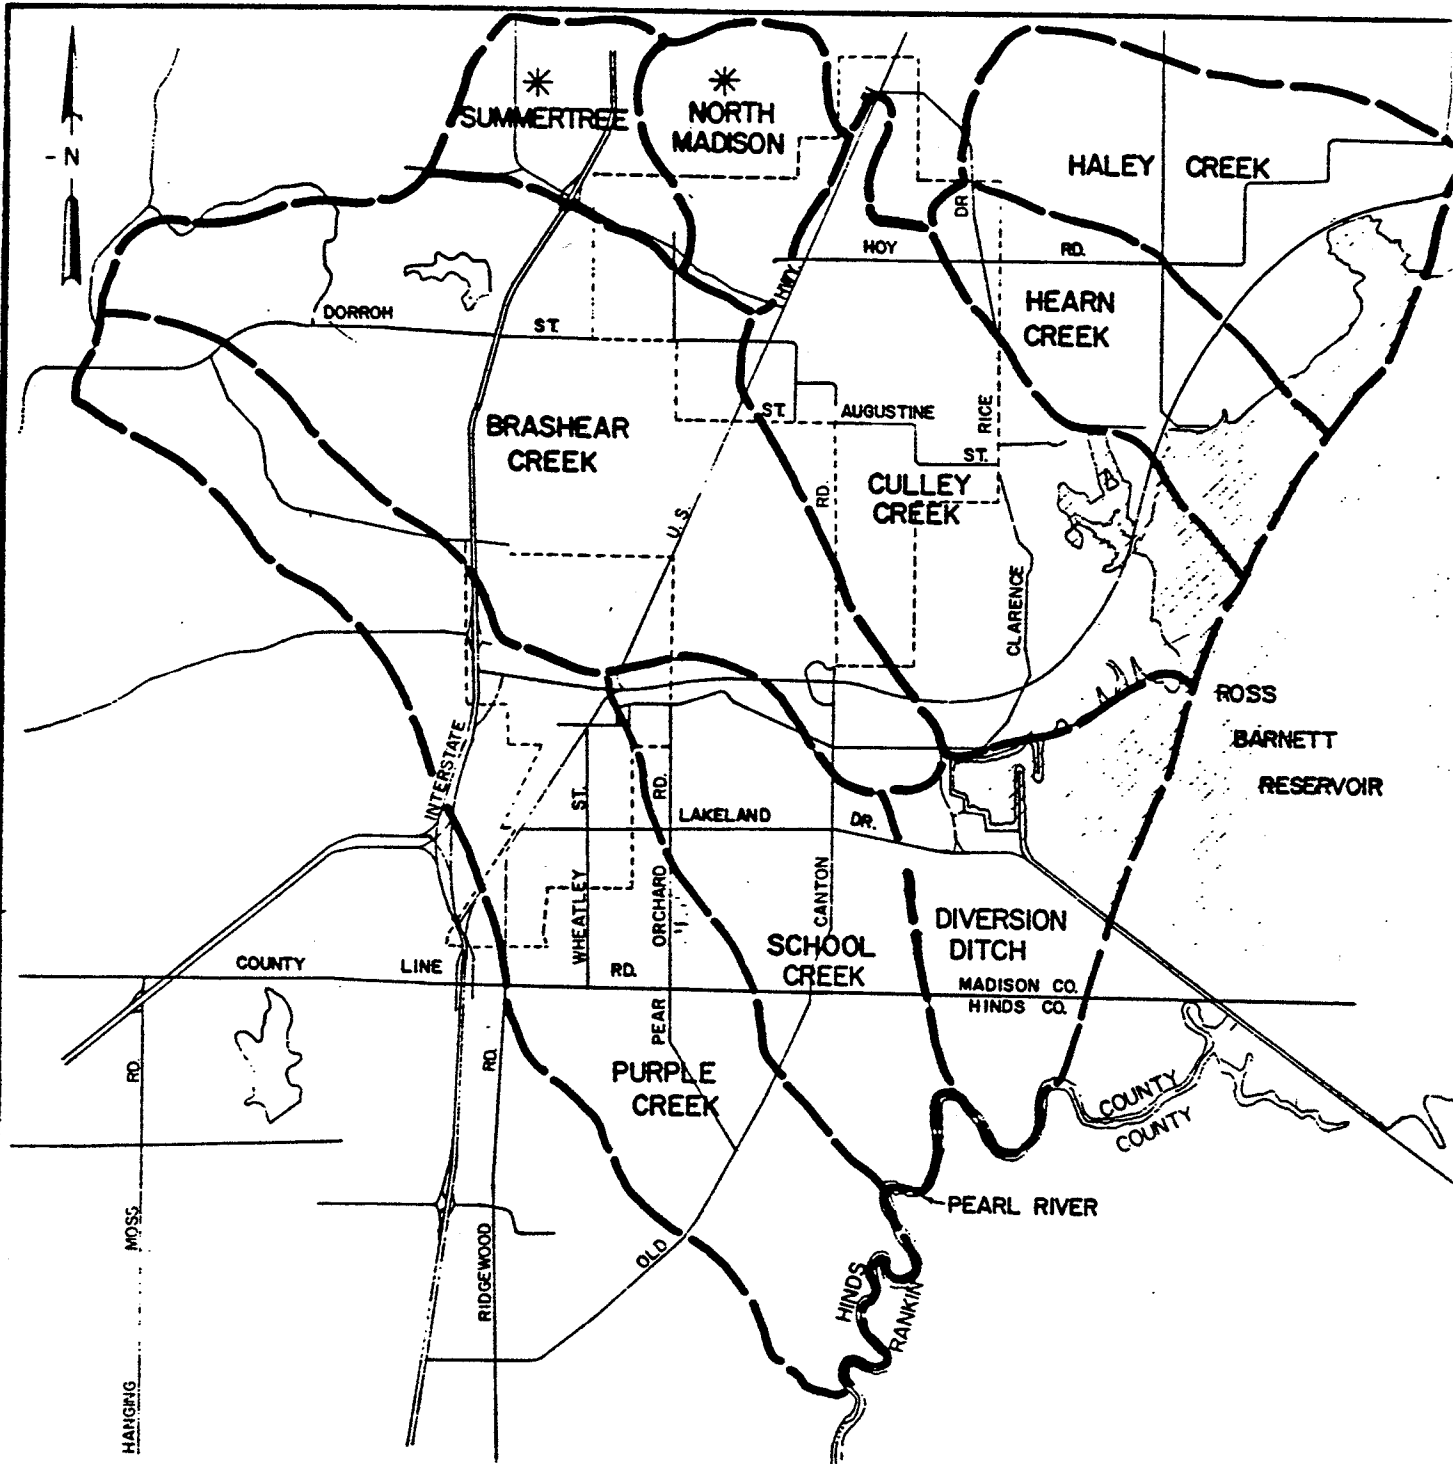 N
SUMMERTREE
NORTH
MADISON
HALEY CREEK
DR.
HOY RD.
HWY.
HEARN
CREEK
DORROH ST.
BRASHEAR
CREEK
ST. AUGUSTINE ST.
RICE
RD.
CULLEY
CREEK
U.S.
CLARENCE
ROSS
BARNETT
RESERVOIR
INTERSTATE
WHEATLEY ST.
PEAR ORCHARD RD.
LAKELAND DR.
OLD CANTON RD.
DIVERSION
DITCH
SCHOOL
CREEK
COUNTY LINE RD.
MADISON CO.
HINDS CO.
PURPLE
CREEK
COUNTY
COUNTY
PEARL RIVER
HINDS
RANKIN
HANGING MOSS RD.
RIDGEWOOD RD.